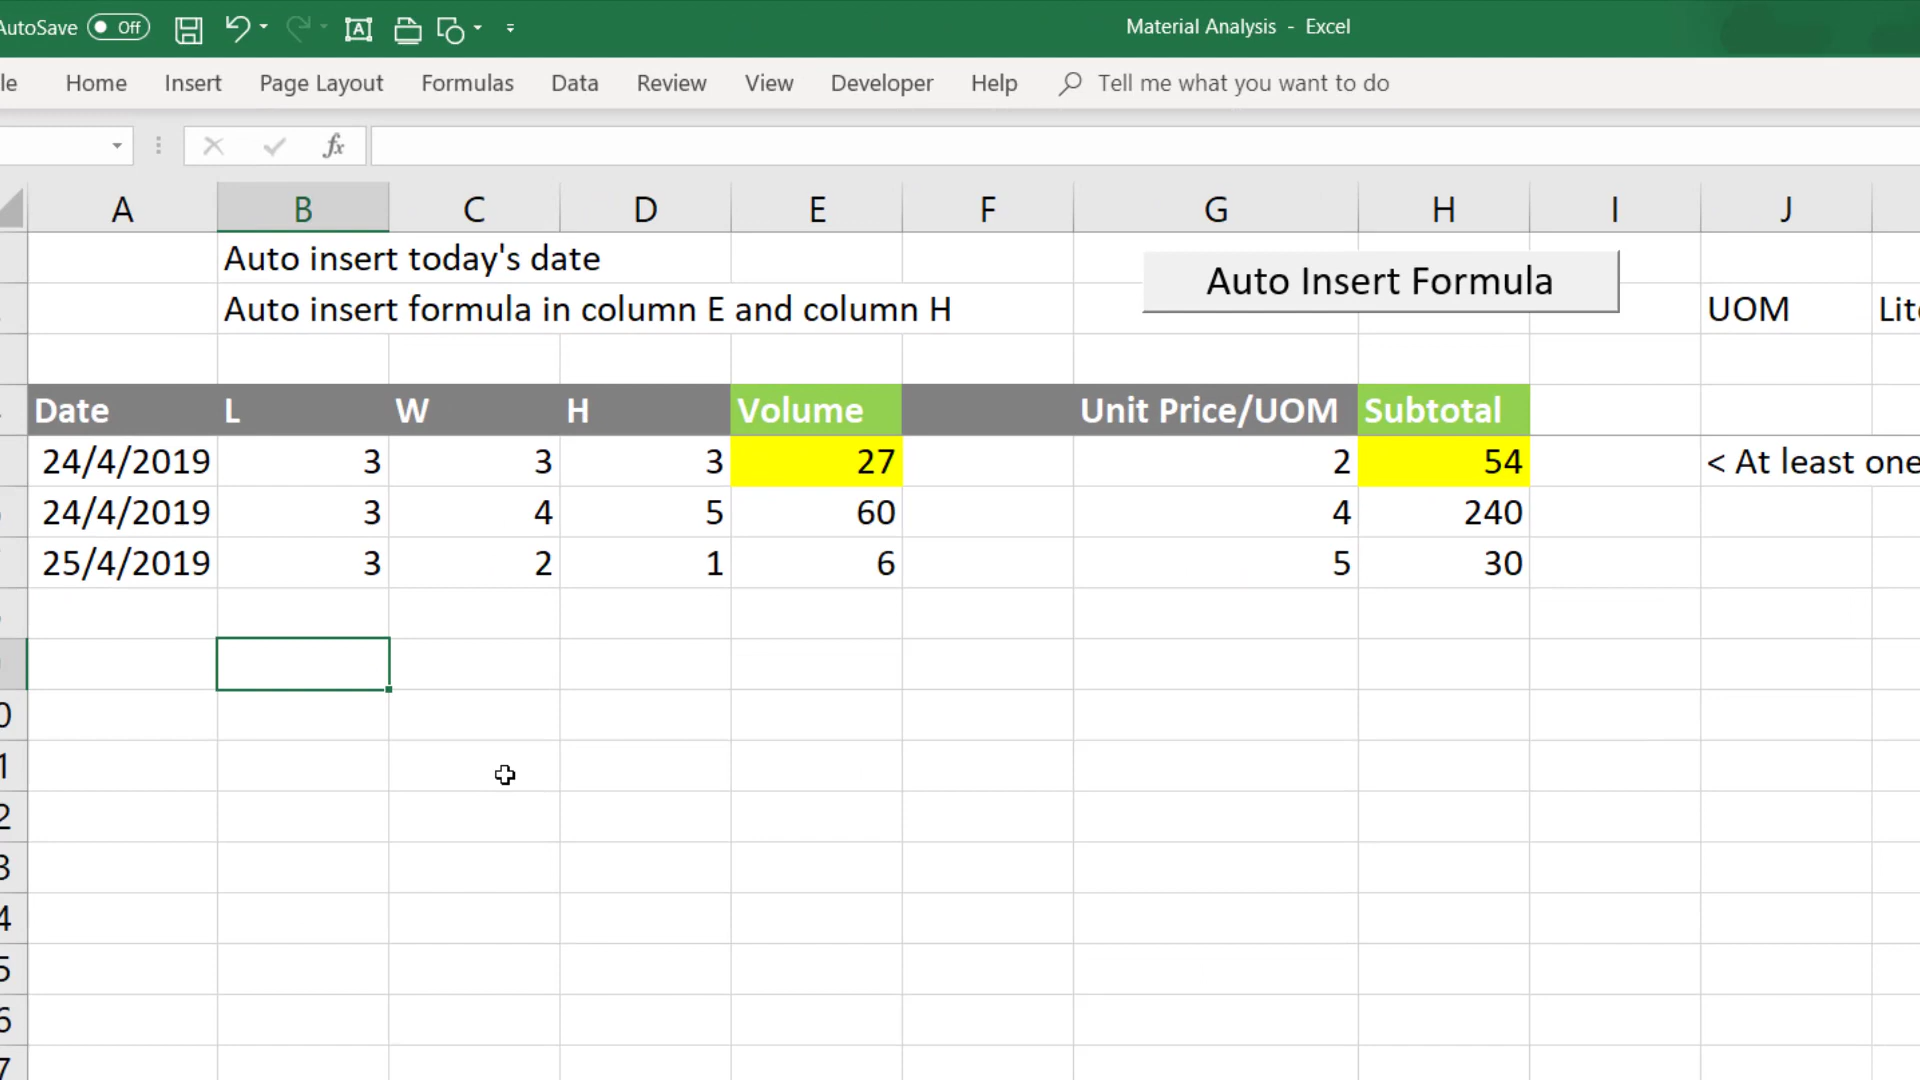 AutoSave Off Material Analysis - Excel
Home Insert Page Layout Formulas Data Review View Developer Help Tell me what you want to do
fx
A B C D E F G H I J
Auto insert today's date
Auto Insert Formula
Auto insert formula in column E and column H UOM
Date L W H Volume Unit Price/UOM Subtotal
24/4/2019 3 3 3 27 2 54 < At least one
24/4/2019 3 4 5 60 4 240
25/4/2019 3 2 1 6 5 30